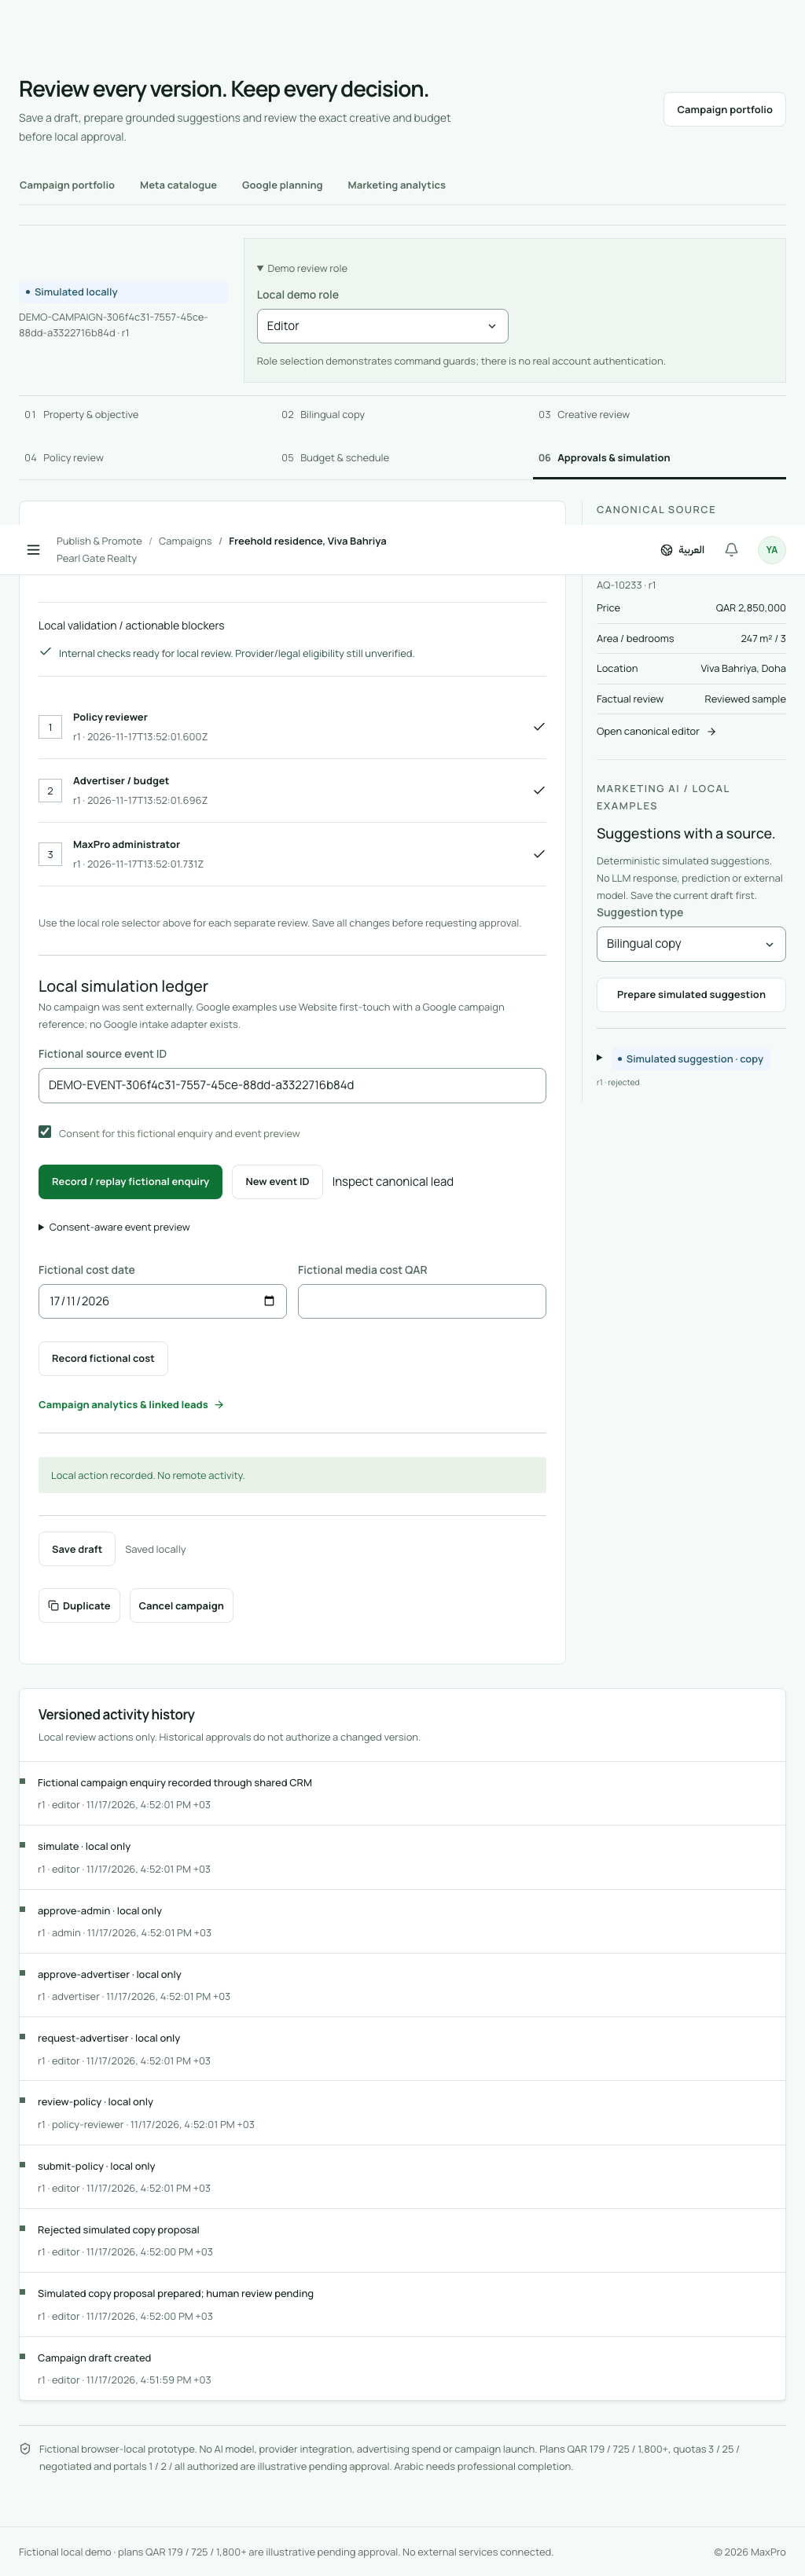 Review every version. Keep every decision.
Save a draft, prepare grounded suggestions and review the exact creative and budget
before local approval.
Campaign portfolio
Campaign portfolio
Meta catalogue
Google planning
Marketing analytics
Simulated locally
DEMO-CAMPAIGN-306f4c31-7557-45ce-
88dd-a3322716b84d · r1
Demo review role
Local demo role
Editor
Role selection demonstrates command guards; there is no real account authentication.
01 Property & objective
02 Bilingual copy
03 Creative review
04 Policy review
05 Budget & schedule
06 Approvals & simulation
Publish & Promote / Campaigns / Freehold residence, Viva Bahriya
Pearl Gate Realty
العربية
YA
Local validation / actionable blockers
Internal checks ready for local review. Provider/legal eligibility still unverified.
1
Policy reviewer
r1 · 2026-11-17T13:52:01.600Z
2
Advertiser / budget
r1 · 2026-11-17T13:52:01.696Z
3
MaxPro administrator
r1 · 2026-11-17T13:52:01.731Z
Use the local role selector above for each separate review. Save all changes before requesting approval.
Local simulation ledger
No campaign was sent externally. Google examples use Website first-touch with a Google campaign
reference; no Google intake adapter exists.
Fictional source event ID
DEMO-EVENT-306f4c31-7557-45ce-88dd-a3322716b84d
Consent for this fictional enquiry and event preview
Record / replay fictional enquiry
New event ID
Inspect canonical lead
Consent-aware event preview
Fictional cost date
Fictional media cost QAR
17/11/2026
Record fictional cost
Campaign analytics & linked leads
Local action recorded. No remote activity.
Save draft
Saved locally
Duplicate
Cancel campaign
CANONICAL SOURCE
AQ-10233 · r1
Price QAR 2,850,000
Area / bedrooms 247 m² / 3
Location Viva Bahriya, Doha
Factual review Reviewed sample
Open canonical editor
MARKETING AI / LOCAL
EXAMPLES
Suggestions with a source.
Deterministic simulated suggestions.
No LLM response, prediction or external
model. Save the current draft first.
Suggestion type
Bilingual copy
Prepare simulated suggestion
Simulated suggestion · copy
r1 · rejected
Versioned activity history
Local review actions only. Historical approvals do not authorize a changed version.
Fictional campaign enquiry recorded through shared CRM
r1 · editor · 11/17/2026, 4:52:01 PM +03
simulate · local only
r1 · editor · 11/17/2026, 4:52:01 PM +03
approve-admin · local only
r1 · admin · 11/17/2026, 4:52:01 PM +03
approve-advertiser · local only
r1 · advertiser · 11/17/2026, 4:52:01 PM +03
request-advertiser · local only
r1 · editor · 11/17/2026, 4:52:01 PM +03
review-policy · local only
r1 · policy-reviewer · 11/17/2026, 4:52:01 PM +03
submit-policy · local only
r1 · editor · 11/17/2026, 4:52:01 PM +03
Rejected simulated copy proposal
r1 · editor · 11/17/2026, 4:52:00 PM +03
Simulated copy proposal prepared; human review pending
r1 · editor · 11/17/2026, 4:52:00 PM +03
Campaign draft created
r1 · editor · 11/17/2026, 4:51:59 PM +03
Fictional browser-local prototype. No AI model, provider integration, advertising spend or campaign launch. Plans QAR 179 / 725 / 1,800+, quotas 3 / 25 /
negotiated and portals 1 / 2 / all authorized are illustrative pending approval. Arabic needs professional completion.
Fictional local demo · plans QAR 179 / 725 / 1,800+ are illustrative pending approval. No external services connected.
© 2026 MaxPro